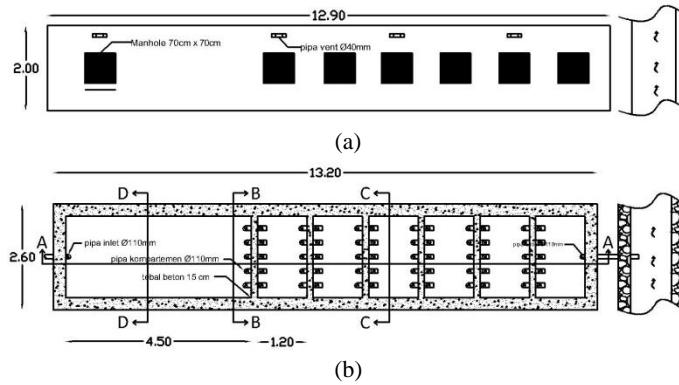 12.90
Manhole 70cm x 70cm
pipa vent Ø40mm
2.00
(a)
13.20
D B C
A A
pipa inlet Ø110mm
pipa kompartemen Ø110mm
tebal beton 15 cm
2.60
D B C
4.50 1.20
(b)